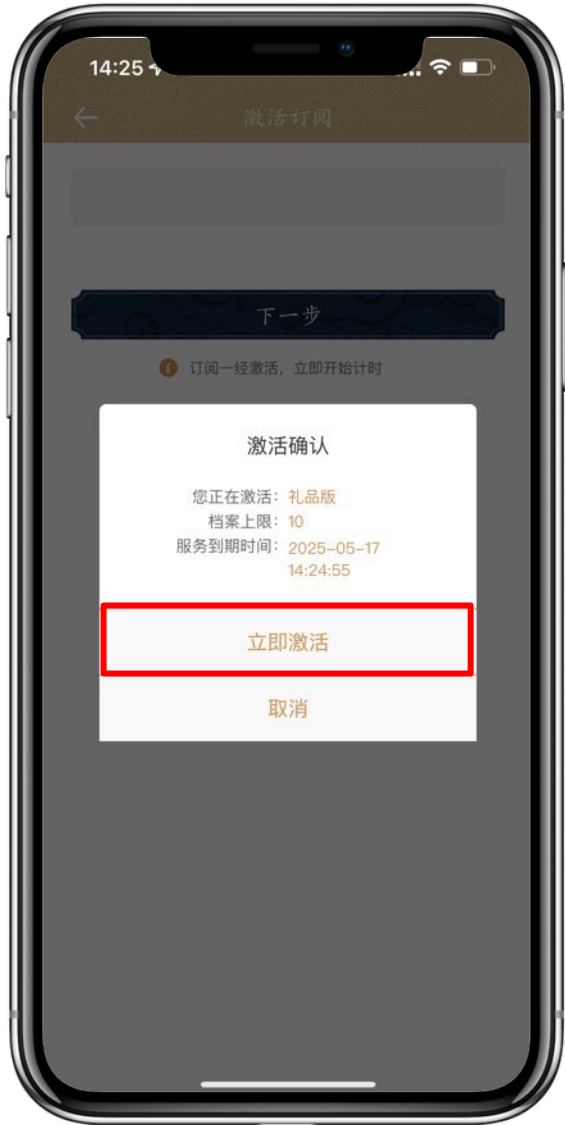 14:25
激活订阅
下一步
订阅一经激活，立即开始计时
激活确认
您正在激活：礼品版
档案上限：10
服务到期时间：2025-05-17
14:24:55
立即激活
取消